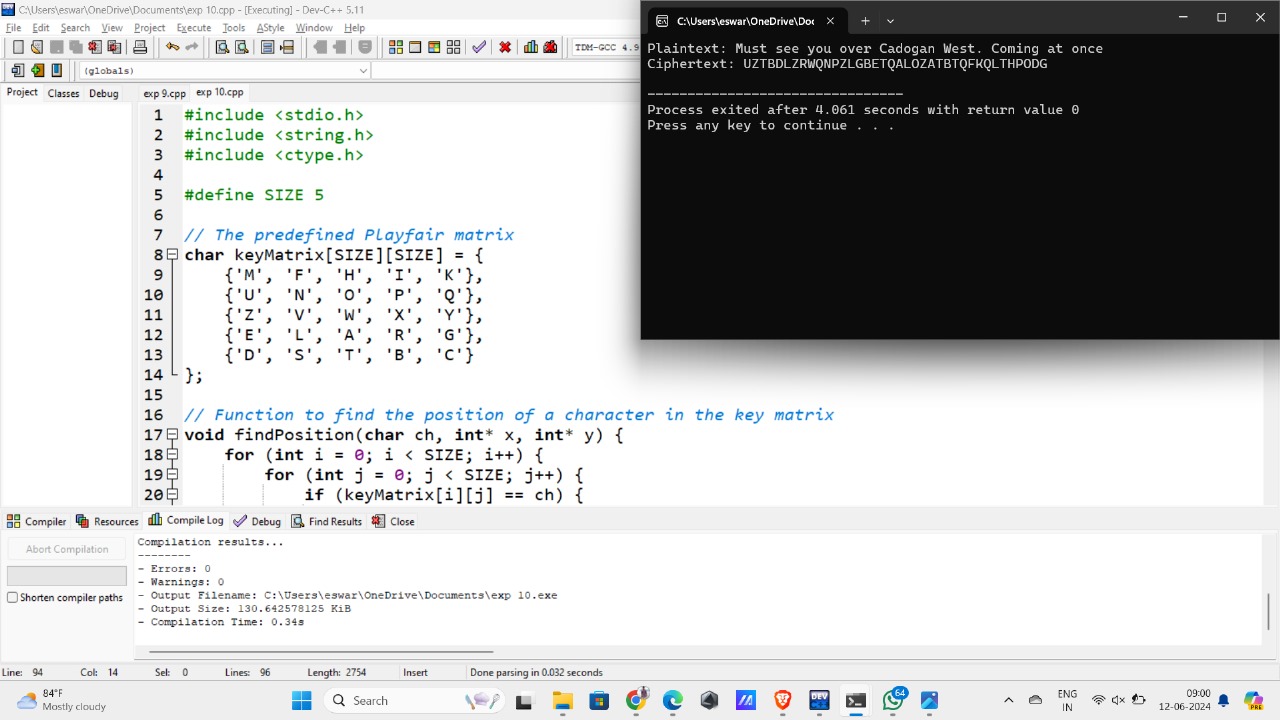 C:\Users\eswar\OneDrive\Documents\exp 10.cpp - [Executing] - Dev-C++ 5.11
File Edit Search View Project Execute Tools AStyle Window Help
TDM-GCC 4.9
(globals)
Project Classes Debug
exp 9.cpp exp 10.cpp
1 #include <stdio.h>
2 #include <string.h>
3 #include <ctype.h>
4
5 #define SIZE 5
6
7 // The predefined Playfair matrix
8 char keyMatrix[SIZE][SIZE] = {
9 {'M', 'F', 'H', 'I', 'K'},
10 {'U', 'N', 'O', 'P', 'Q'},
11 {'Z', 'V', 'W', 'X', 'Y'},
12 {'E', 'L', 'A', 'R', 'G'},
13 {'D', 'S', 'T', 'B', 'C'}
14 };
15
16 // Function to find the position of a character in the key matrix
17 void findPosition(char ch, int* x, int* y) {
18 for (int i = 0; i < SIZE; i++) {
19 for (int j = 0; j < SIZE; j++) {
20 if (keyMatrix[i][j] == ch) {
C:\Users\eswar\OneDrive\Doc
Plaintext: Must see you over Cadogan West. Coming at once
Ciphertext: UZTBDLZRWQNPZLGBETQALOZATBTQFKQLTHPODG
--------------------------------
Process exited after 4.061 seconds with return value 0
Press any key to continue . . .
Compiler Resources Compile Log Debug Find Results Close
Abort Compilation
Shorten compiler paths
Compilation results...
--------
- Errors: 0
- Warnings: 0
- Output Filename: C:\Users\eswar\OneDrive\Documents\exp 10.exe
- Output Size: 130.642578125 KiB
- Compilation Time: 0.34s
Line: 94 Col: 14 Sel: 0 Lines: 96 Length: 2754 Insert Done parsing in 0.032 seconds
84°F
Mostly cloudy
Search
DEV
64
ENG
IN
09:00
12-06-2024
PRE